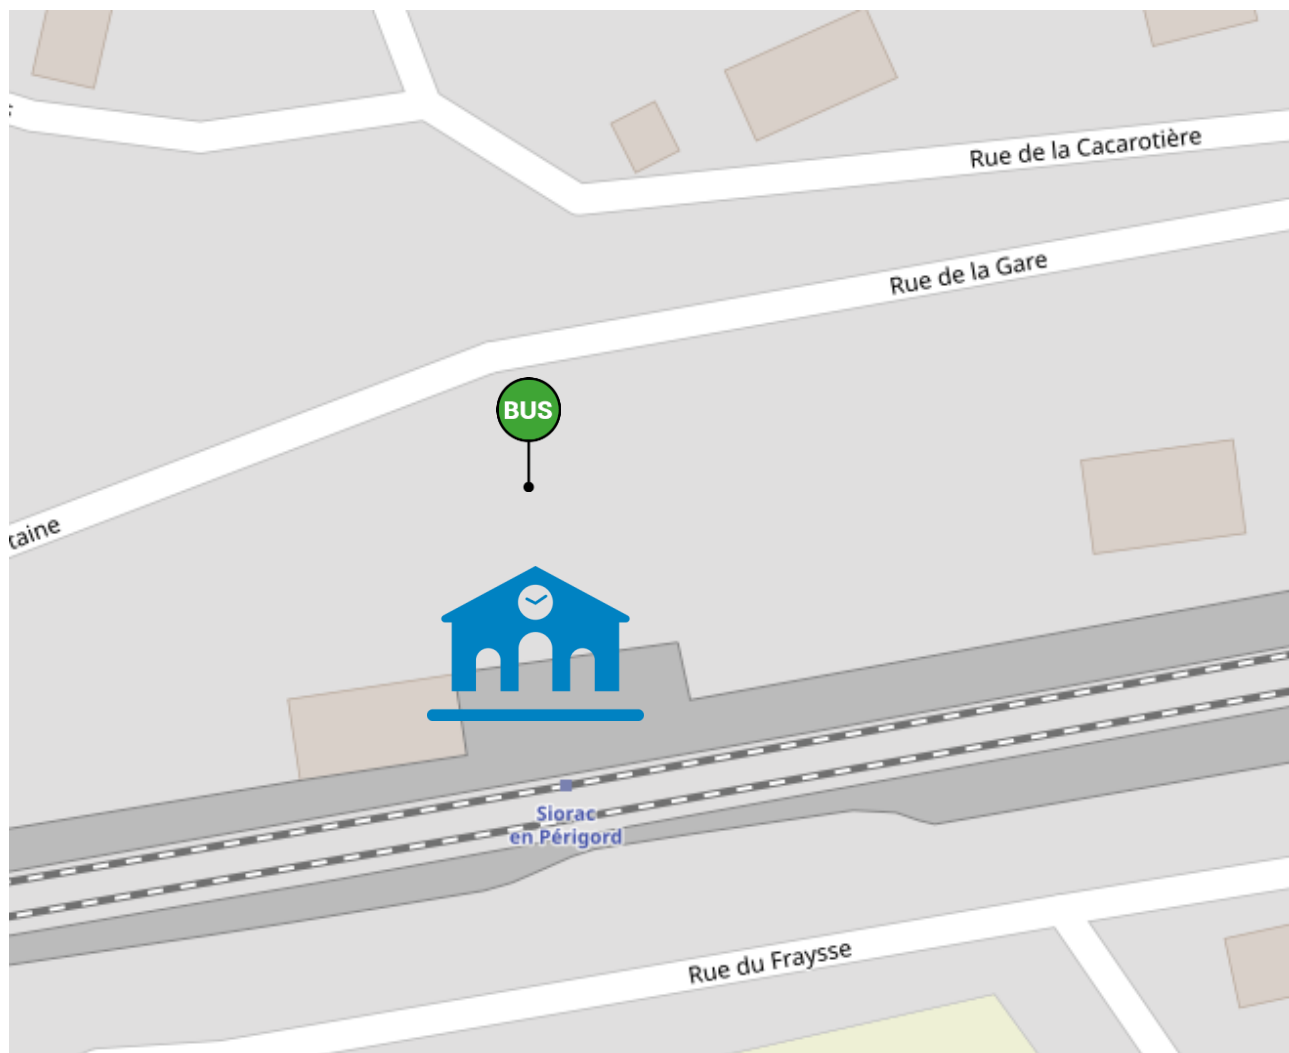 Rue de la Cacarotière
Rue de la Gare
BUS
taine
Siorac
en Périgord
Rue du Fraysse